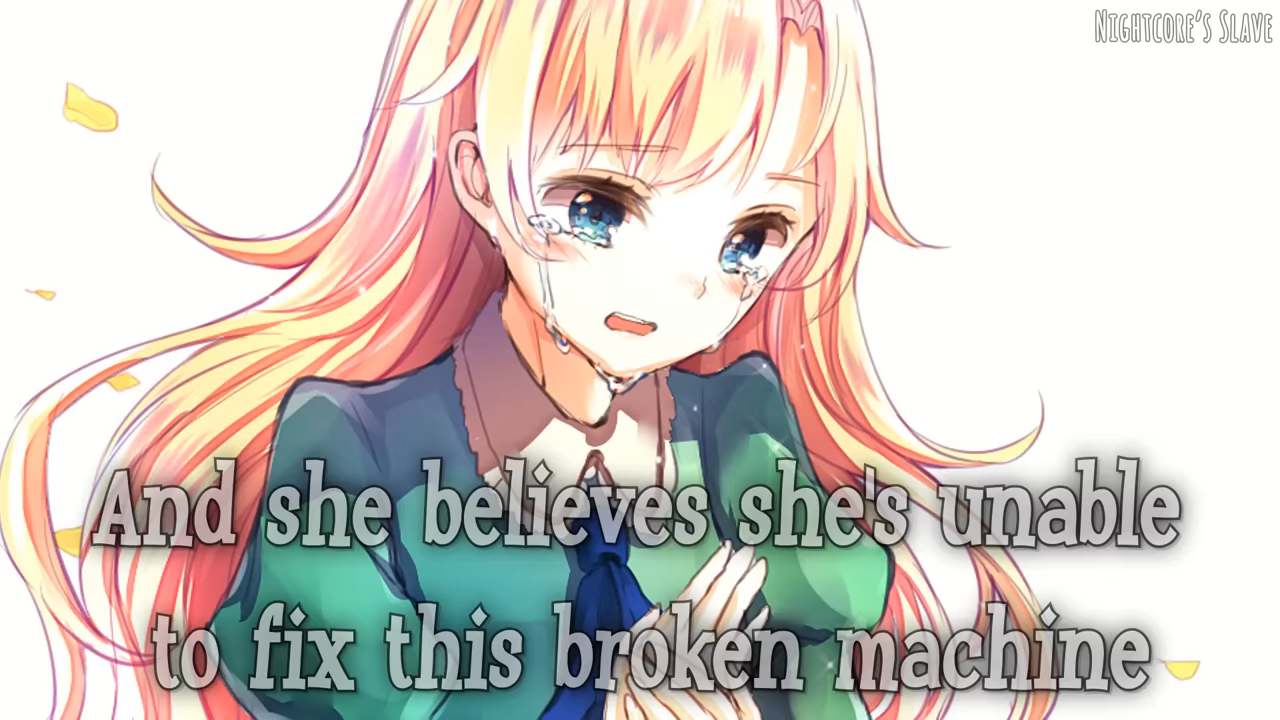 Nightcore's Slave
And she believes she's unable
to fix this broken machine